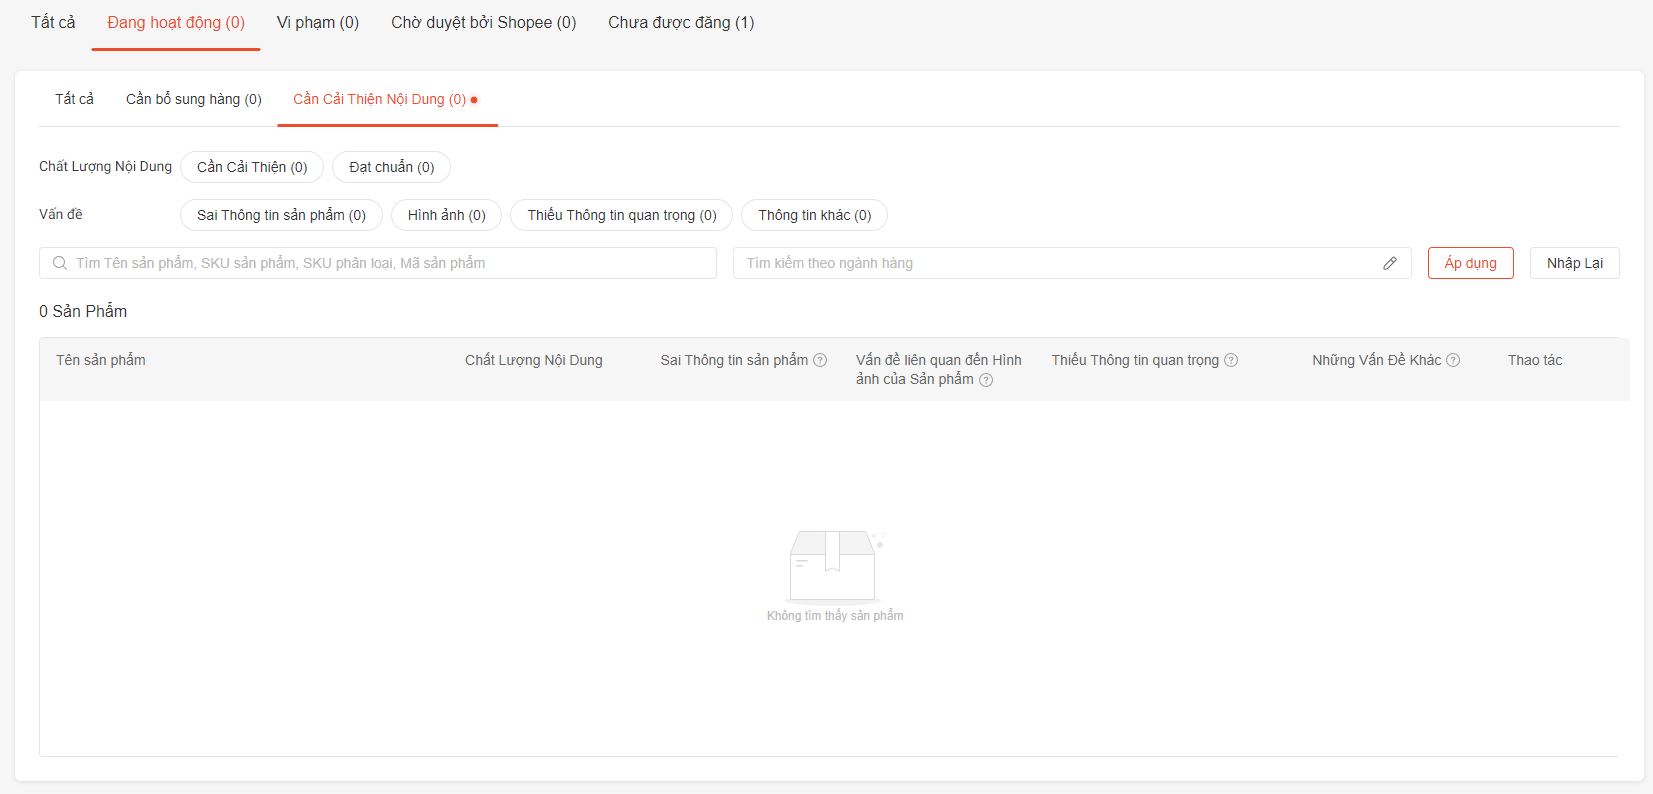 Tất cả
Đang hoạt động (0)
Vi phạm (0)
Chờ duyệt bởi Shopee (0)
Chưa được đăng (1)
Tất cả
Cần bổ sung hàng (0)
Cần Cải Thiện Nội Dung (0)
Chất Lượng Nội Dung
Cần Cải Thiện (0)
Đạt chuẩn (0)
Vấn đề
Sai Thông tin sản phẩm (0)
Hình ảnh (0)
Thiếu Thông tin quan trọng (0)
Thông tin khác (0)
Tìm Tên sản phẩm, SKU sản phẩm, SKU phân loại, Mã sản phẩm
Tìm kiếm theo ngành hàng
Áp dụng
Nhập Lại
0 Sản Phẩm
Tên sản phẩm
Chất Lượng Nội Dung
Sai Thông tin sản phẩm
Vấn đề liên quan đến Hình
ảnh của Sản phẩm
Thiếu Thông tin quan trọng
Những Vấn Đề Khác
Thao tác
Không tìm thấy sản phẩm